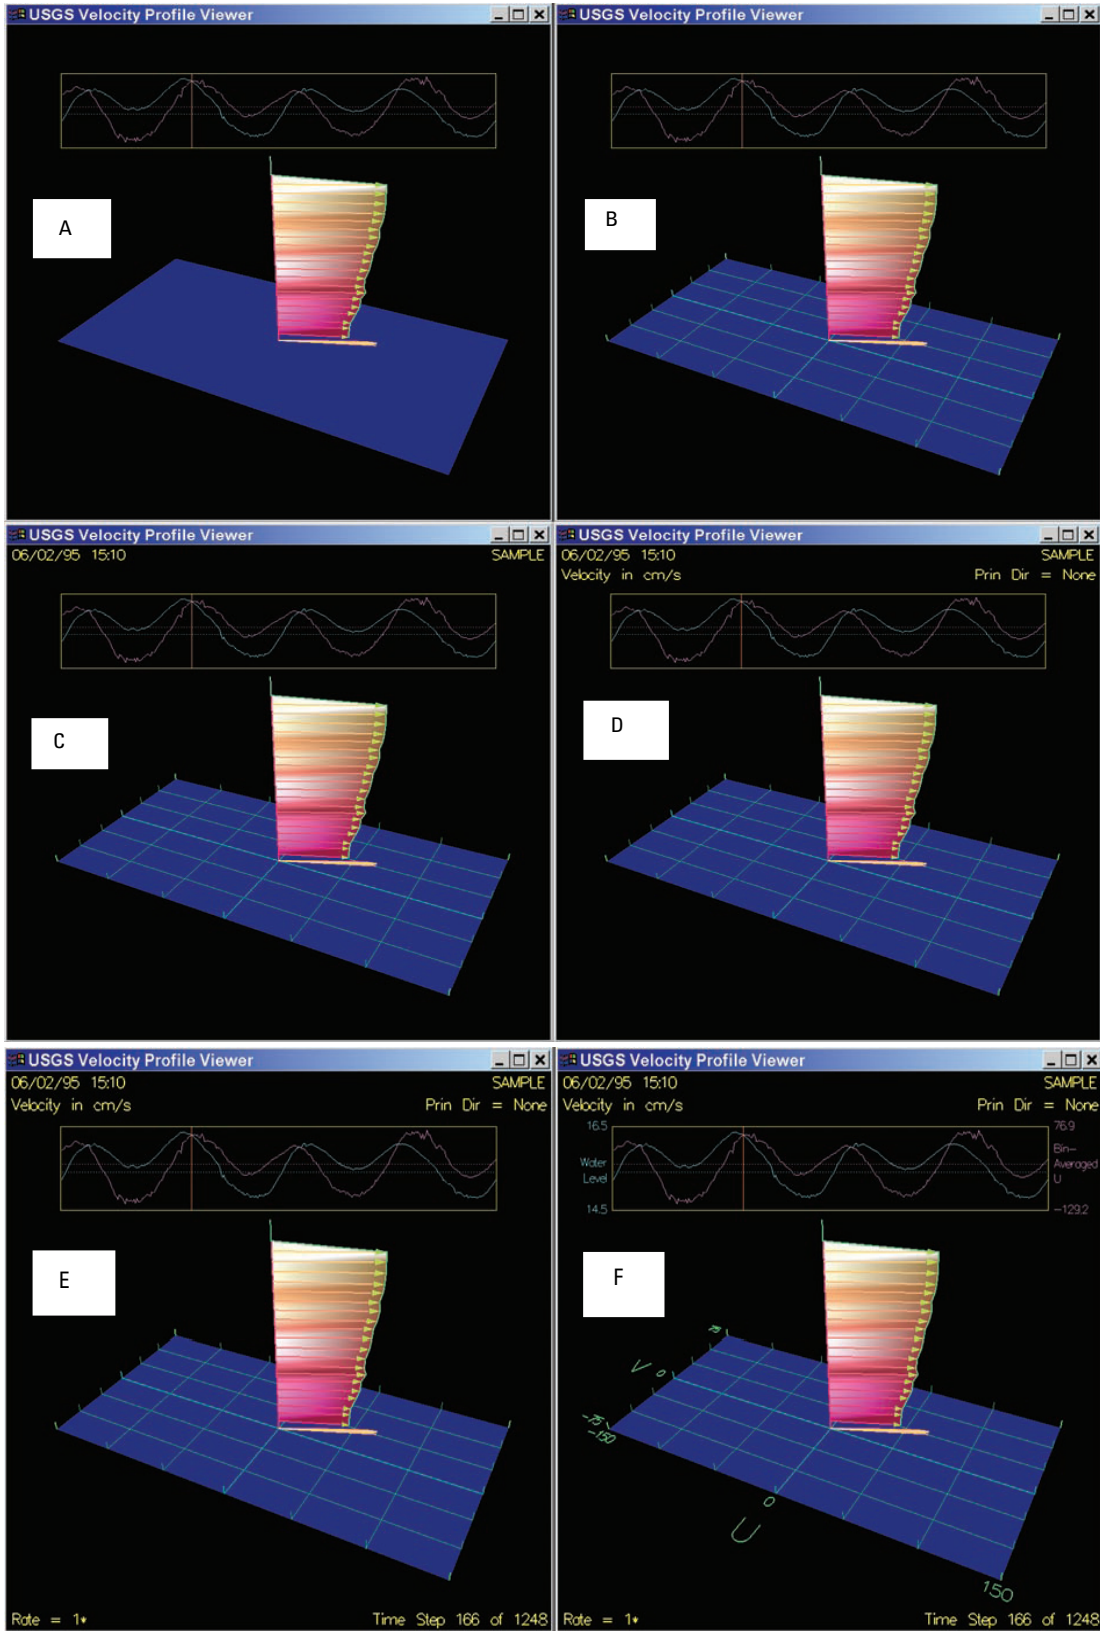 USGS Velocity Profile Viewer
A
USGS Velocity Profile Viewer
B
USGS Velocity Profile Viewer
06/02/95 15:10 SAMPLE
C
USGS Velocity Profile Viewer
06/02/95 15:10 SAMPLE
Velocity in cm/s Prin Dir = None
D
USGS Velocity Profile Viewer
06/02/95 15:10 SAMPLE
Velocity in cm/s Prin Dir = None
E
Rate = 1* Time Step 166 of 1248
USGS Velocity Profile Viewer
06/02/95 15:10 SAMPLE
Velocity in cm/s Prin Dir = None
16.5 76.9
Water Bin-
Level Averaged
U
14.5 -129.2
F
75
V 0
-75
-150
0
U
150
Rate = 1* Time Step 166 of 1248